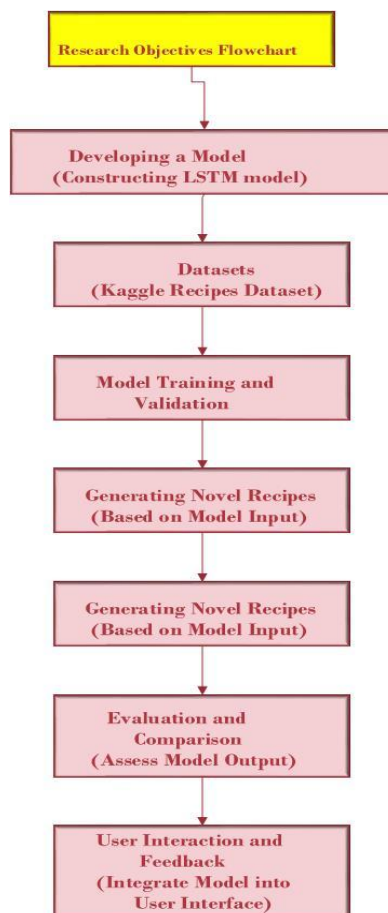 Research Objectives Flowchart
Developing a Model
(Constructing LSTM model)
Datasets
(Kaggle Recipes Dataset)
Model Training and
Validation
Generating Novel Recipes
(Based on Model Input)
Generating Novel Recipes
(Based on Model Input)
Evaluation and
Comparison
(Assess Model Output)
User Interaction and
Feedback
(Integrate Model into
User Interface)